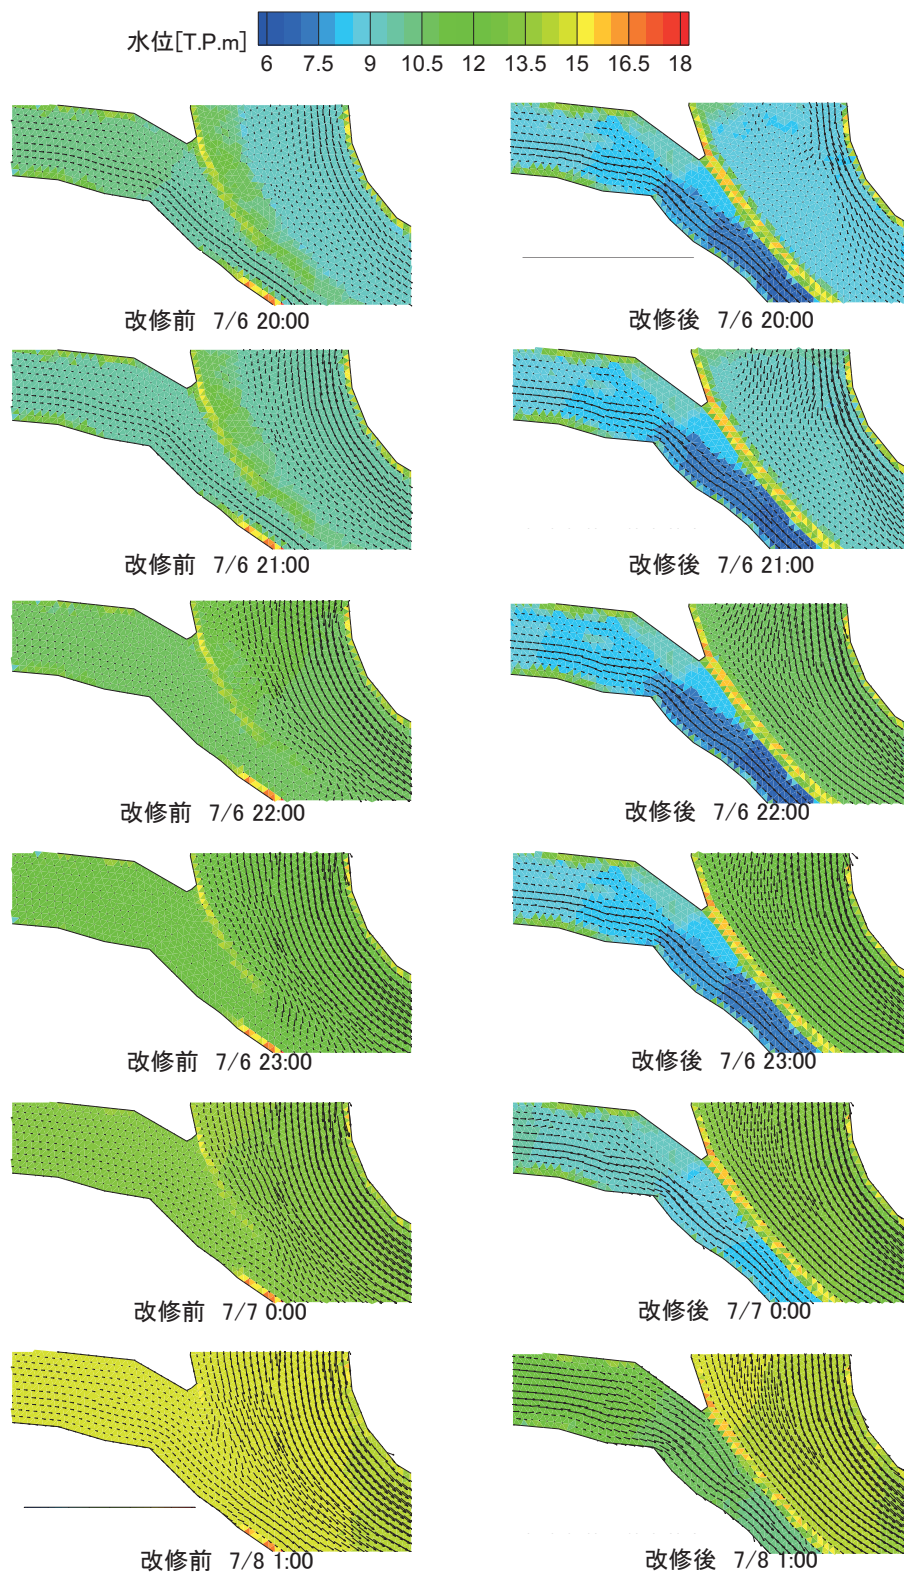 水位[T.P.m]
6 7.5 9 10.5 12 13.5 15 16.5 18
改修前 7/6 20:00
改修後 7/6 20:00
改修前 7/6 21:00
改修後 7/6 21:00
改修前 7/6 22:00
改修後 7/6 22:00
改修前 7/6 23:00
改修後 7/6 23:00
改修前 7/7 0:00
改修後 7/7 0:00
改修前 7/8 1:00
改修後 7/8 1:00